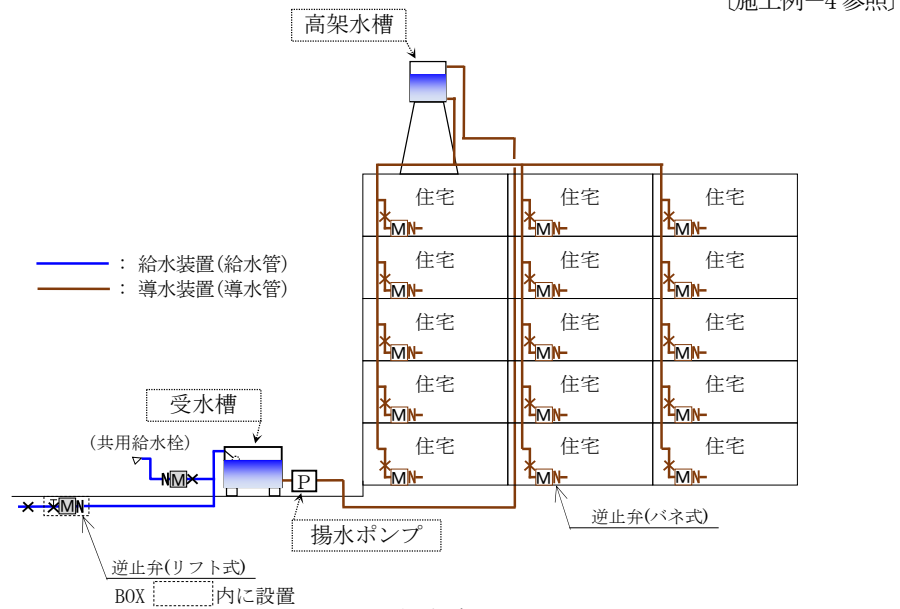 〔施工例－4 参照〕
高架水槽
住宅 住宅 住宅
M N M N M N
住宅 住宅 住宅
M N M N M N
： 給水装置(給水管)
： 導水装置(導水管)
住宅 住宅 住宅
M N M N M N
住宅 住宅 住宅
M N M N M N
受水槽
(共用給水栓)
住宅 住宅 住宅
M N M N M N
N M
P
M N
揚水ポンプ
逆止弁(バネ式)
逆止弁(リフト式)
BOX 内に設置